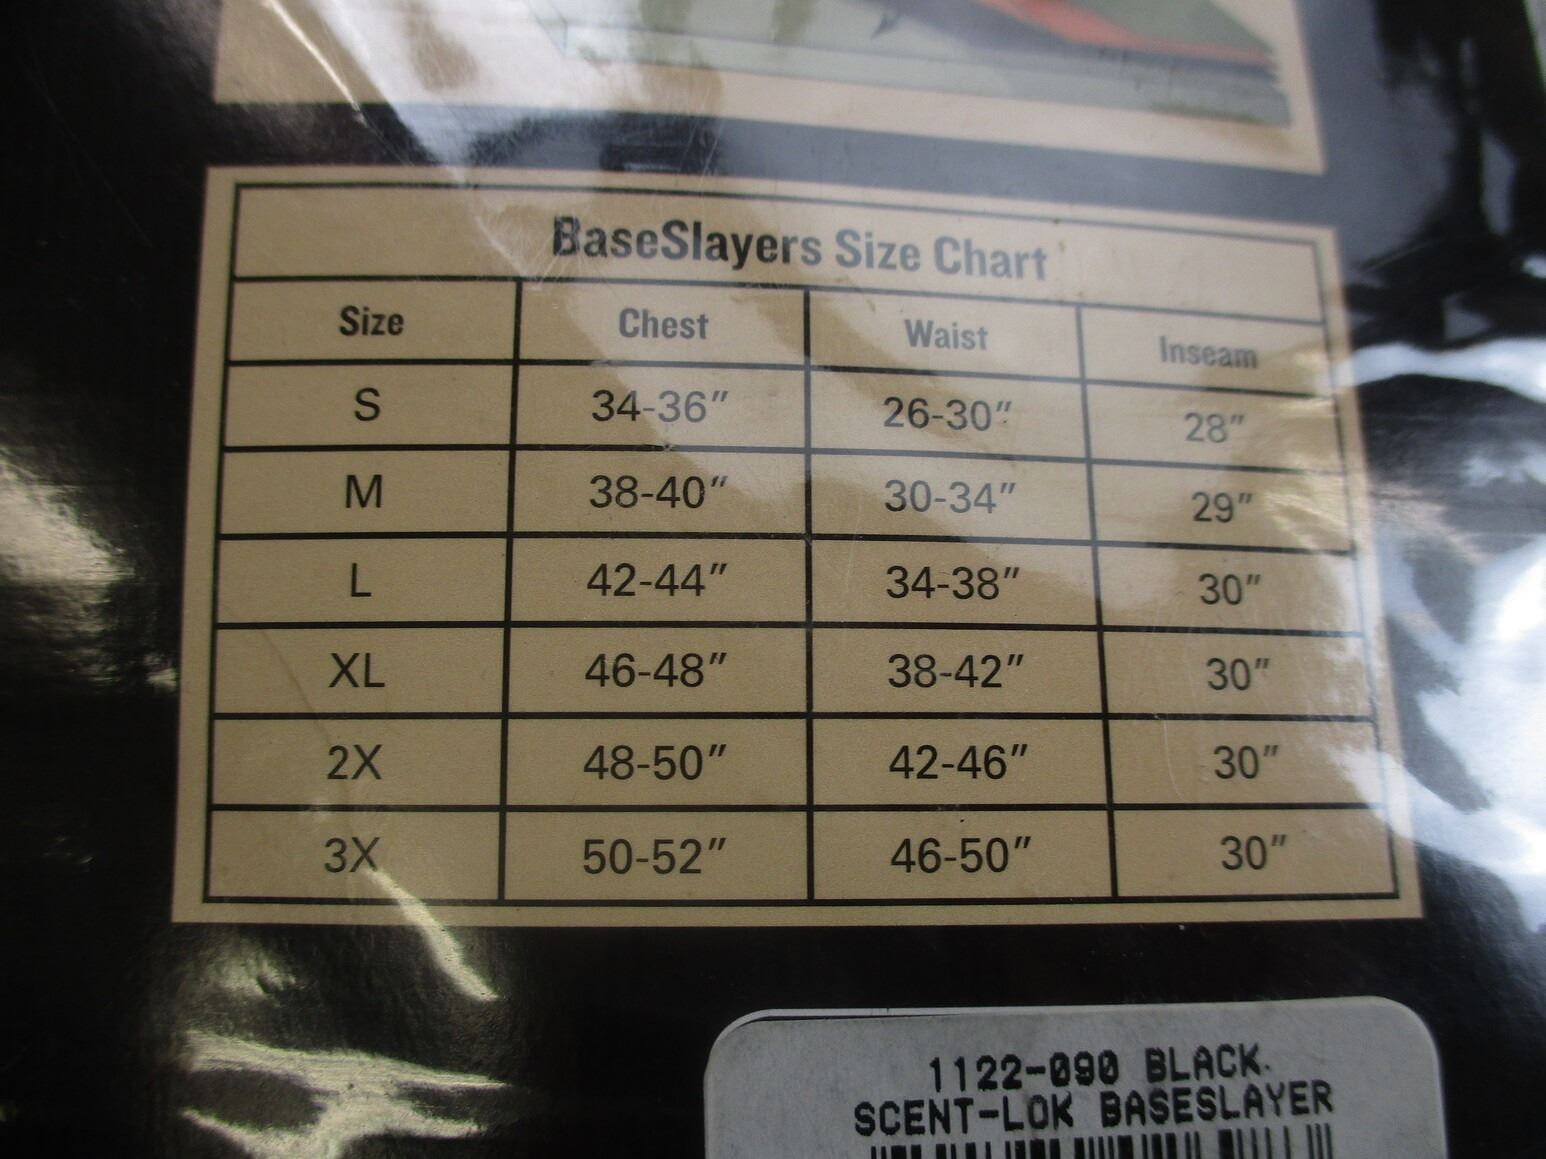 BaseSlayers Size Chart
Size Chest Waist Inseam
S 34-36" 26-30" 28"
M 38-40" 30-34" 29"
L 42-44" 34-38" 30"
XL 46-48" 38-42" 30"
2X 48-50" 42-46" 30"
3X 50-52" 46-50" 30"
1122-090 BLACK
SCENT-LOK BASESLAYER